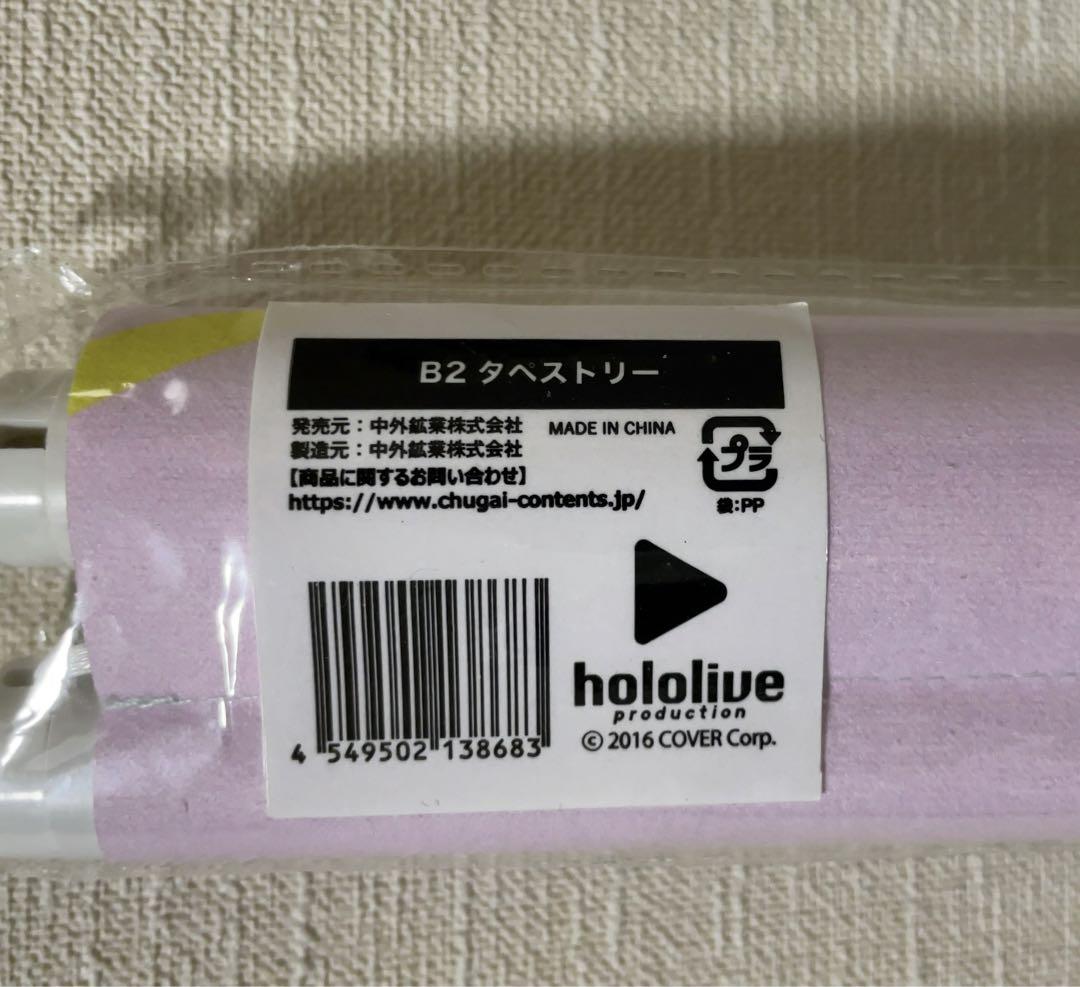 B2 タペストリー
発売元：中外鉱業株式会社
MADE IN CHINA
製造元：中外鉱業株式会社
【商品に関するお問い合わせ】
https://www.chugai-contents.jp/
プラ
袋:PP
hololive
production
© 2016 COVER Corp.
4 549502 138683